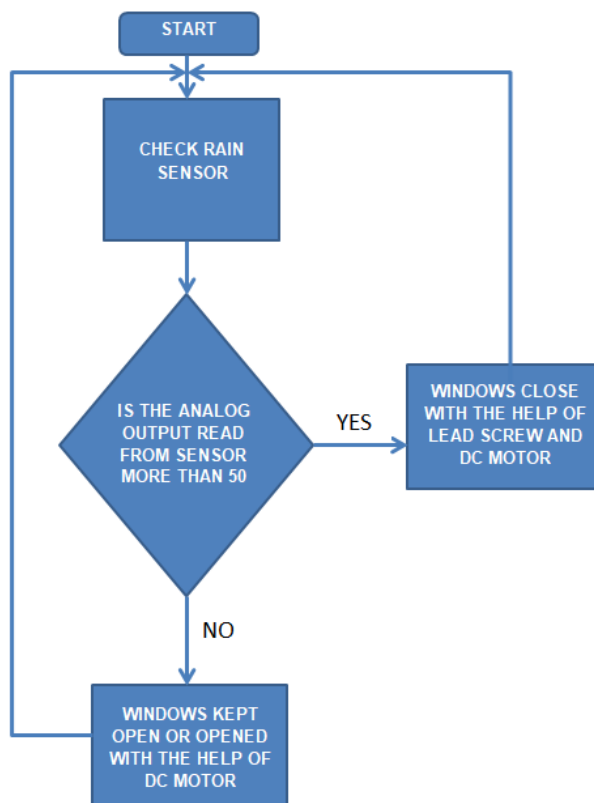 START
CHECK RAIN
SENSOR
IS THE ANALOG
OUTPUT READ
FROM SENSOR
MORE THAN 50
YES
WINDOWS CLOSE
WITH THE HELP OF
LEAD SCREW AND
DC MOTOR
NO
WINDOWS KEPT
OPEN OR OPENED
WITH THE HELP OF
DC MOTOR